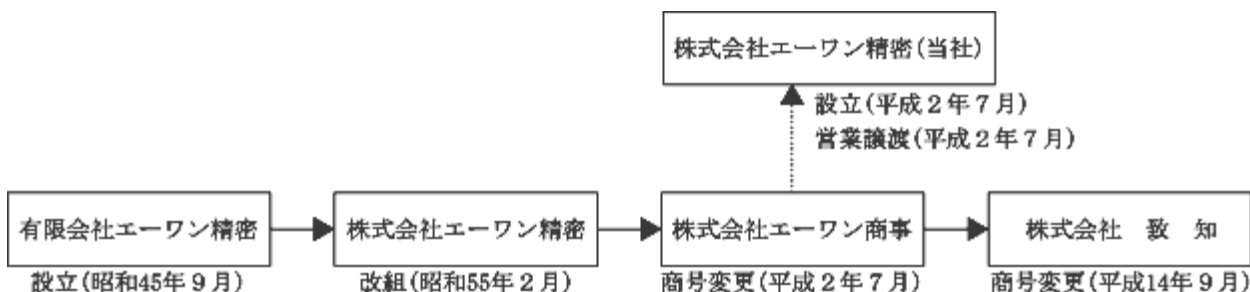 株式会社エーワン精密(当社)
設立(平成2年7月)
営業譲渡(平成2年7月)
有限会社エーワン精密
株式会社エーワン精密
株式会社エーワン商事
株式会社 致 知
設立(昭和45年9月)
改組(昭和55年2月)
商号変更(平成2年7月)
商号変更(平成14年9月)